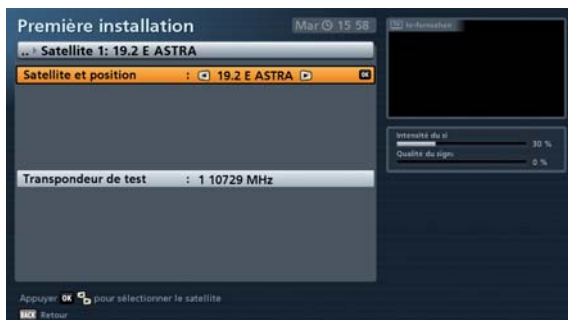 Première installation
Mar 15 58
.. Satellite 1: 19.2 E ASTRA
Satellite et position : 19.2 E ASTRA OK
Intensité du si
30 %
Qualité du sign:
0 %
Transpondeur de test : 1 10729 MHz
Appuyer OK pour sélectionner le satellite
BACK Retour